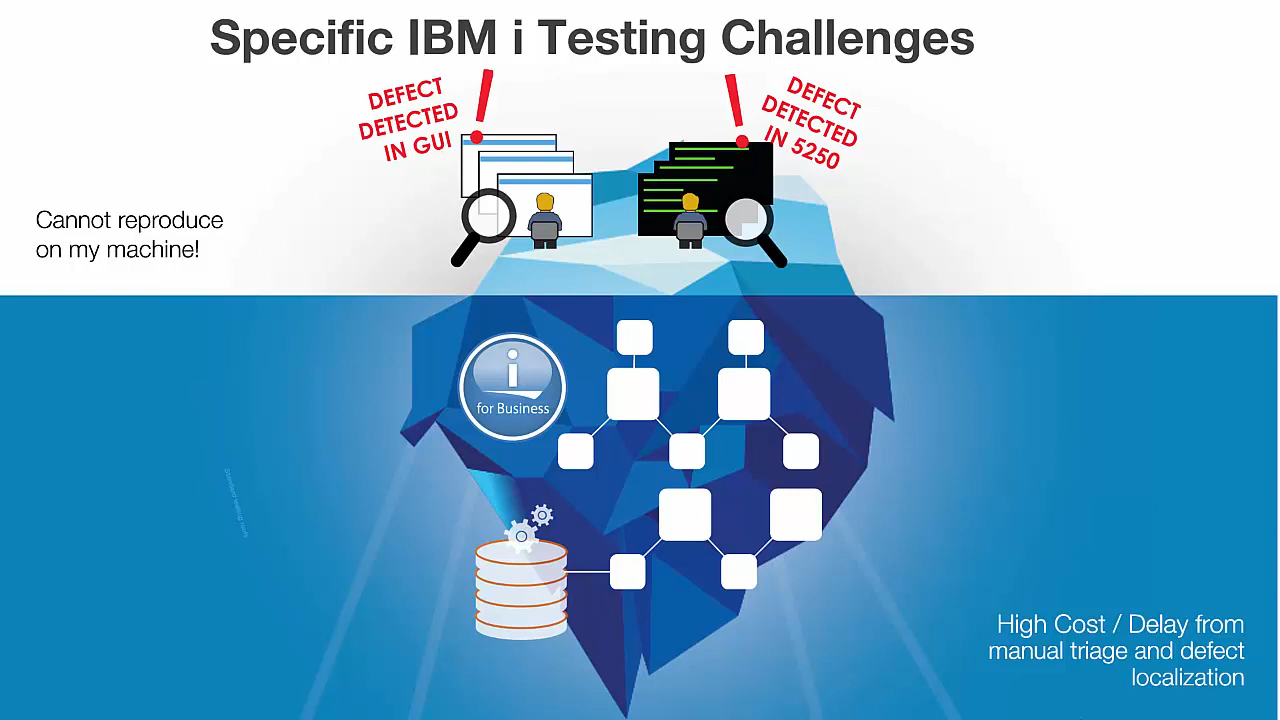 Specific IBM i Testing Challenges
DEFECT
DETECTED
IN GUI
DEFECT
DETECTED
IN 5250
Cannot reproduce
on my machine!
i
for Business
High Cost / Delay from
manual triage and defect
localization